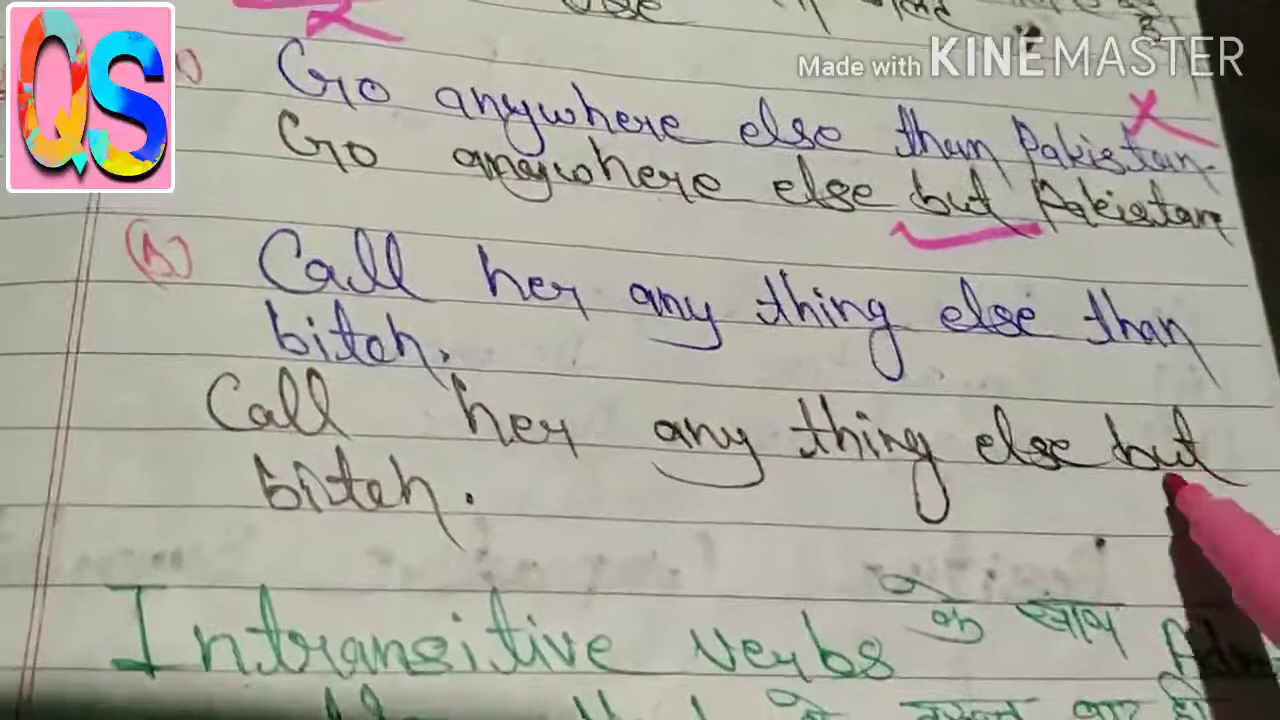 QS
Made with KINEMASTER
Go anywhere else than Pakistan.
Go anywhere else but Pakistan
(b) Call her any thing else than
bitch.
Call her any thing else but
bitch.
Intransitive verbs के साथ